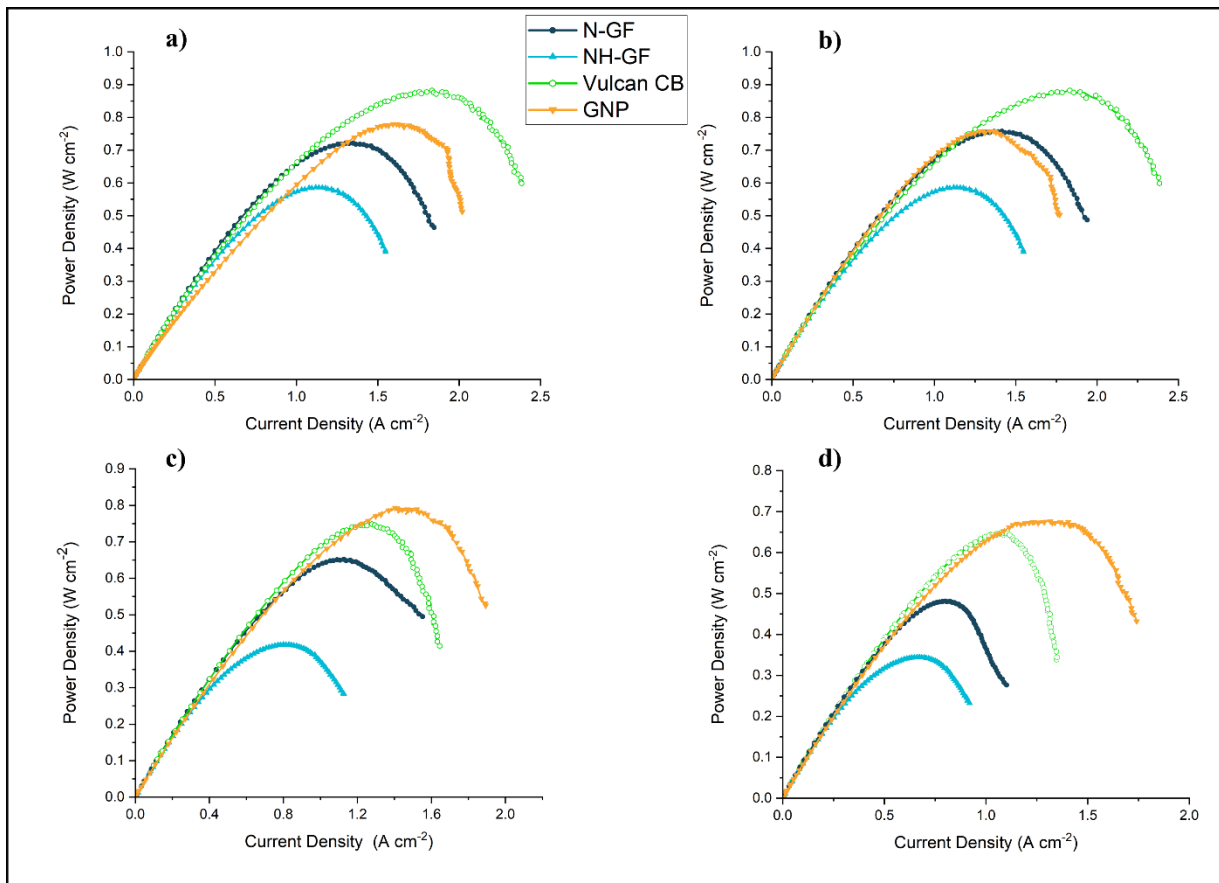 a)
N-GF
NH-GF
Vulcan CB
GNP
b)
Power Density (W cm⁻²)
1.0
0.9
0.8
0.7
0.6
0.5
0.4
0.3
0.2
0.1
0.0
0.0 0.5 1.0 1.5 2.0 2.5
Current Density (A cm⁻²)
Power Density (W cm⁻²)
1.0
0.9
0.8
0.7
0.6
0.5
0.4
0.3
0.2
0.1
0.0
0.0 0.5 1.0 1.5 2.0 2.5
Current Density (A cm⁻²)
c)
Power Density (W cm⁻²)
0.9
0.8
0.7
0.6
0.5
0.4
0.3
0.2
0.1
0.0
0.0 0.4 0.8 1.2 1.6 2.0
Current Density (A cm⁻²)
d)
Power Density (W cm⁻²)
0.8
0.7
0.6
0.5
0.4
0.3
0.2
0.1
0.0
0.0 0.5 1.0 1.5 2.0
Current Density (A cm⁻²)